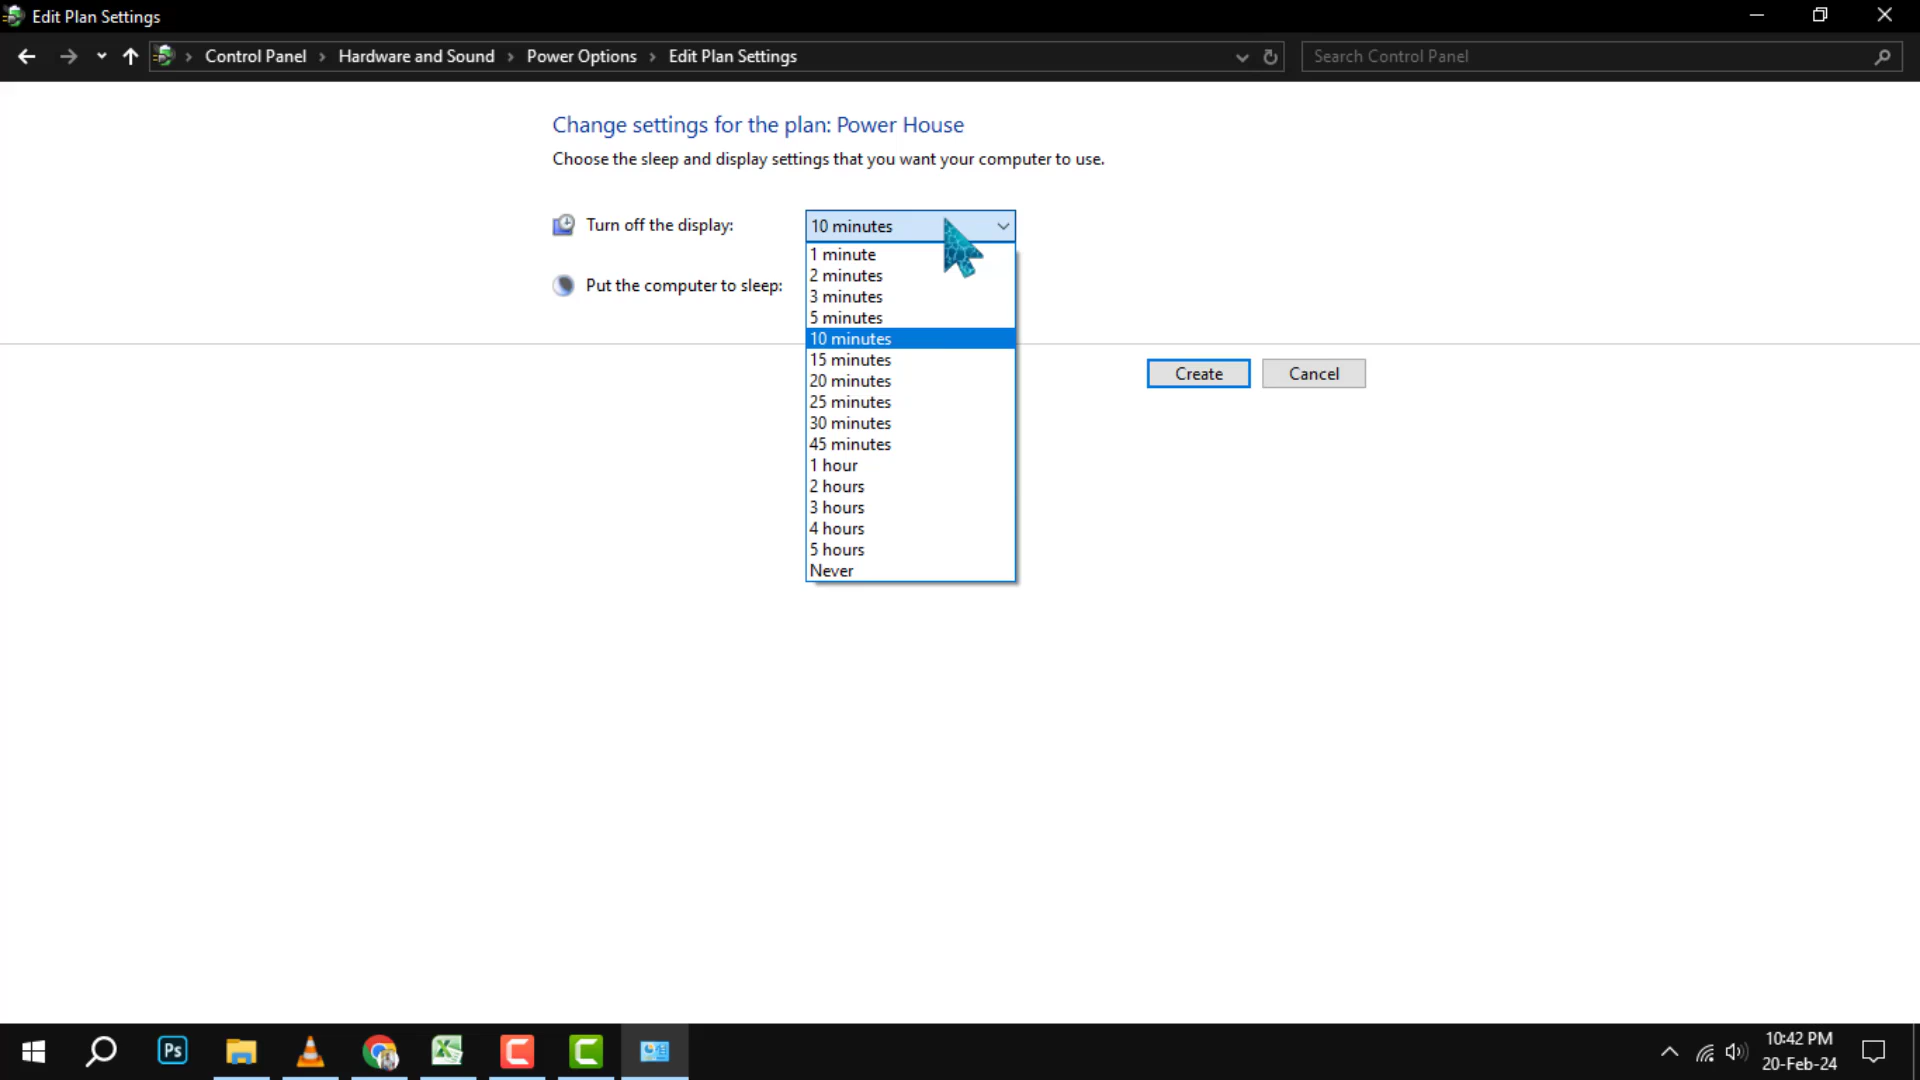 Edit Plan Settings
Control Panel > Hardware and Sound > Power Options > Edit Plan Settings
Search Control Panel
Change settings for the plan: Power House
Choose the sleep and display settings that you want your computer to use.
Turn off the display: 10 minutes
1 minute
2 minutes
Put the computer to sleep:
3 minutes
5 minutes
10 minutes
15 minutes
Create Cancel
20 minutes
25 minutes
30 minutes
45 minutes
1 hour
2 hours
3 hours
4 hours
5 hours
Never
Ps
10:42 PM
20-Feb-24